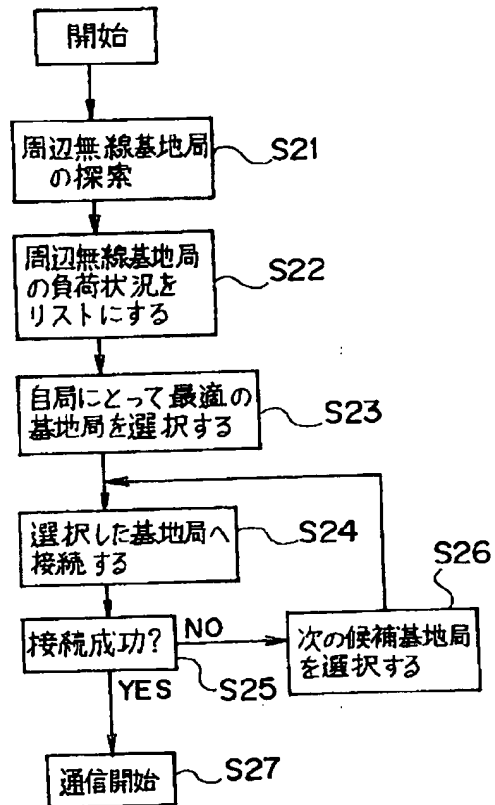 開始
周辺無線基地局
の探索
S21
周辺無線基地局
の負荷状況を
リストにする
S22
自局にとって最適の
基地局を選択する
S23
選択した基地局へ
接続する
S24
接続成功?
NO
S25
YES
次の候補基地局
を選択する
S26
通信開始
S27